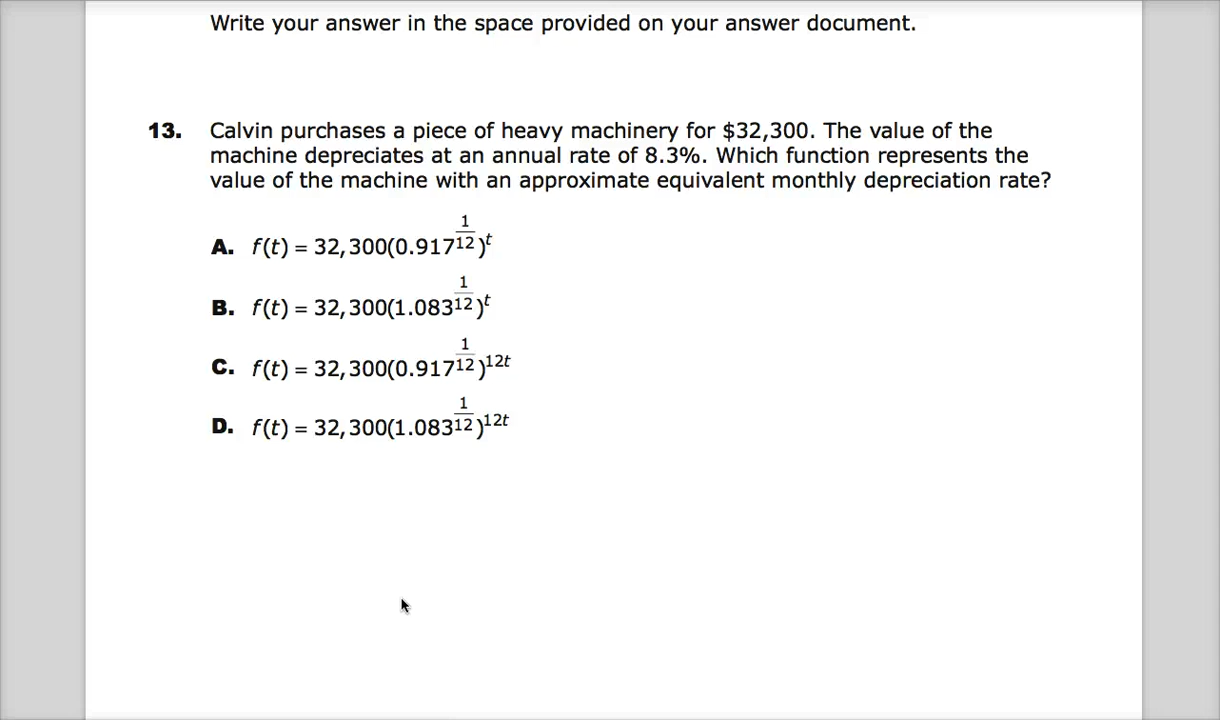 Write your answer in the space provided on your answer document.
13. Calvin purchases a piece of heavy machinery for $32,300. The value of the
machine depreciates at an annual rate of 8.3%. Which function represents the
value of the machine with an approximate equivalent monthly depreciation rate?
A. f(t) = 32,300(0.917^(1/12))^t
B. f(t) = 32,300(1.083^(1/12))^t
C. f(t) = 32,300(0.917^(1/12))^(12t)
D. f(t) = 32,300(1.083^(1/12))^(12t)